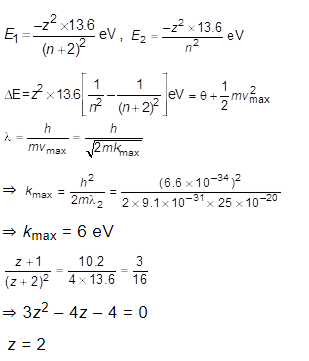 E₁ = −z² ×13.6 / (n + 2)² eV , E₂ = −z² × 13.6 / n² eV
ΔE = z² × 13.6 [1/n² − 1/(n + 2)²] eV = θ + 1/2 mv²max
λ = h / mvmax = h / √2mkmax
⇒ kmax = h² / 2mλ₂ = (6.6 × 10⁻³⁴)² / 2 × 9.1 × 10⁻³¹ × 25 × 10⁻²⁰
⇒ kmax = 6 eV
z + 1 / (z + 2)² = 10.2 / 4 × 13.6 = 3 / 16
⇒ 3z² – 4z – 4 = 0
z = 2